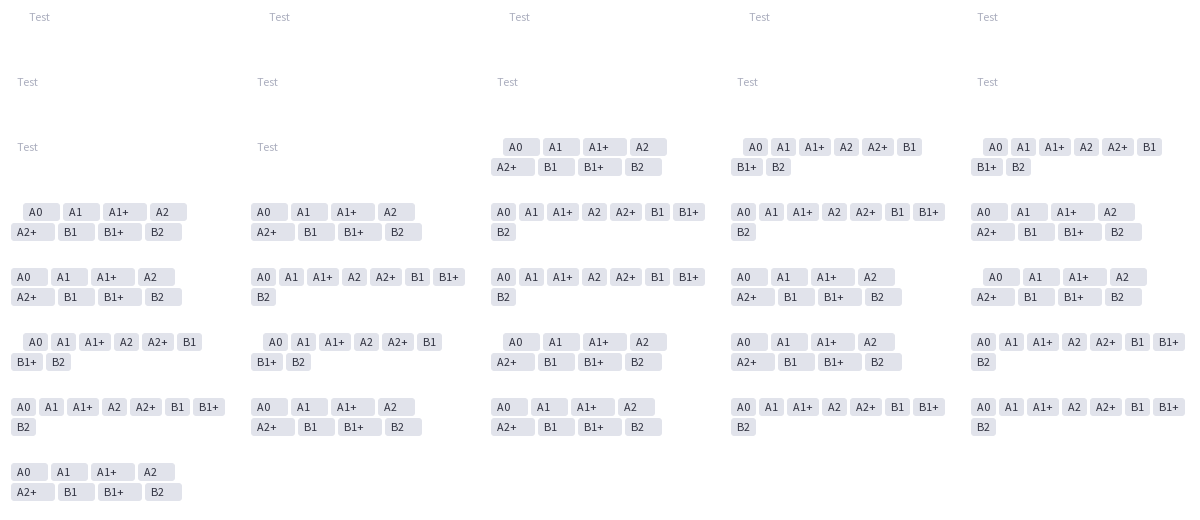 Test
Test
Test
Test
Test
Test
Test
Test
Test
Test
Test
Test
A0 A1 A1+ A2
A2+ B1 B1+ B2
A0 A1 A1+ A2 A2+ B1
B1+ B2
A0 A1 A1+ A2 A2+ B1
B1+ B2
A0 A1 A1+ A2
A2+ B1 B1+ B2
A0 A1 A1+ A2
A2+ B1 B1+ B2
A0 A1 A1+ A2 A2+ B1 B1+
B2
A0 A1 A1+ A2 A2+ B1 B1+
B2
A0 A1 A1+ A2
A2+ B1 B1+ B2
A0 A1 A1+ A2
A2+ B1 B1+ B2
A0 A1 A1+ A2 A2+ B1 B1+
B2
A0 A1 A1+ A2 A2+ B1 B1+
B2
A0 A1 A1+ A2
A2+ B1 B1+ B2
A0 A1 A1+ A2
A2+ B1 B1+ B2
A0 A1 A1+ A2 A2+ B1
B1+ B2
A0 A1 A1+ A2 A2+ B1
B1+ B2
A0 A1 A1+ A2
A2+ B1 B1+ B2
A0 A1 A1+ A2
A2+ B1 B1+ B2
A0 A1 A1+ A2 A2+ B1 B1+
B2
A0 A1 A1+ A2 A2+ B1 B1+
B2
A0 A1 A1+ A2
A2+ B1 B1+ B2
A0 A1 A1+ A2
A2+ B1 B1+ B2
A0 A1 A1+ A2 A2+ B1 B1+
B2
A0 A1 A1+ A2 A2+ B1 B1+
B2
A0 A1 A1+ A2
A2+ B1 B1+ B2